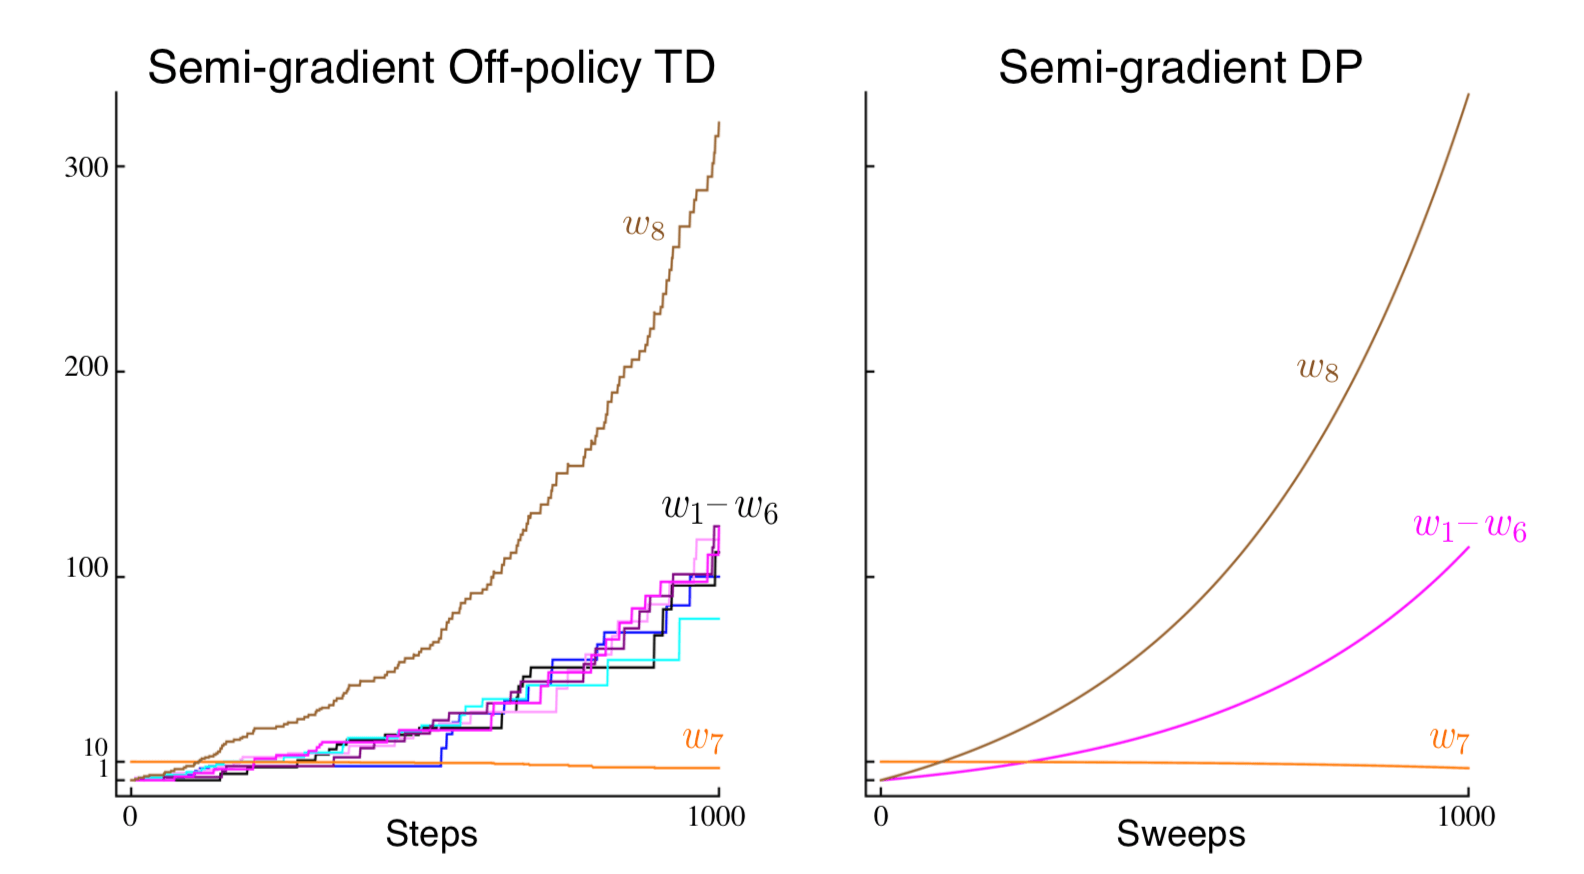 Semi-gradient Off-policy TD
300
200
100
10
1
w₈
w₁–w₆
w₇
0
1000
Steps
Semi-gradient DP
w₈
w₁–w₆
w₇
0
1000
Sweeps